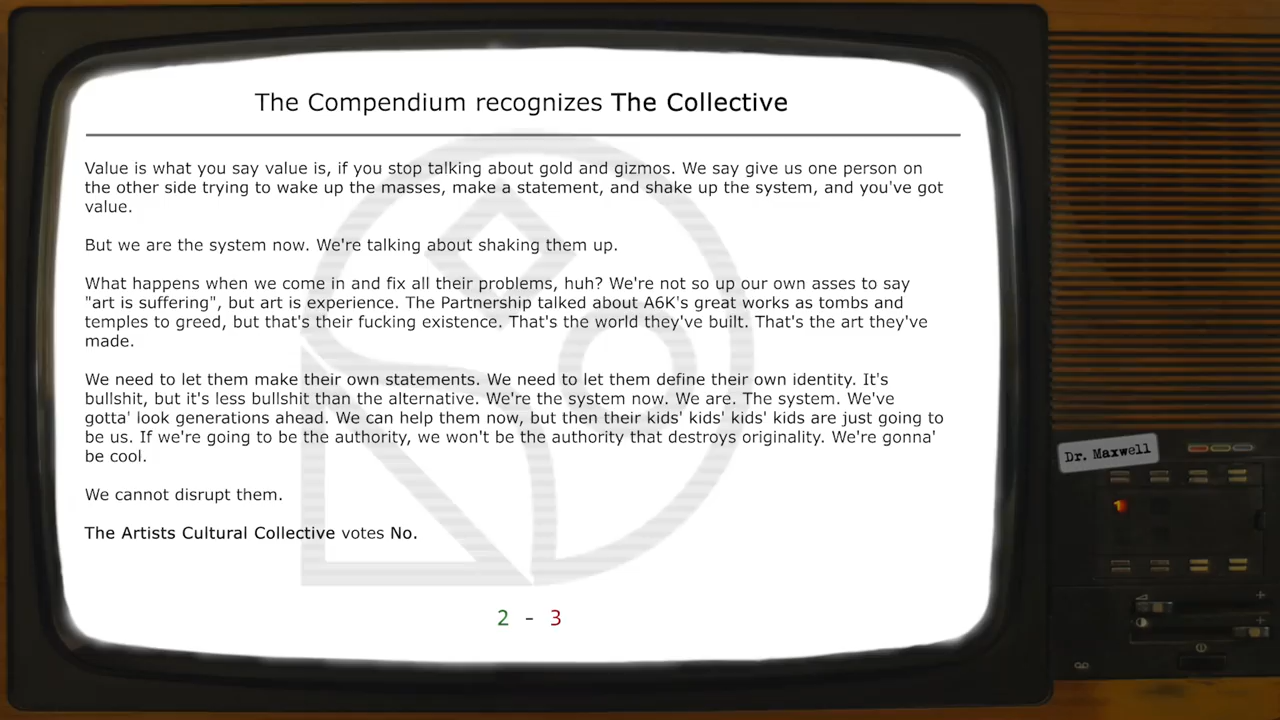 The Compendium recognizes The Collective
Value is what you say value is, if you stop talking about gold and gizmos. We say give us one person on
the other side trying to wake up the masses, make a statement, and shake up the system, and you've got
value.
But we are the system now. We're talking about shaking them up.
What happens when we come in and fix all their problems, huh? We're not so up our own asses to say
"art is suffering", but art is experience. The Partnership talked about A6K's great works as tombs and
temples to greed, but that's their fucking existence. That's the world they've built. That's the art they've
made.
We need to let them make their own statements. We need to let them define their own identity. It's
bullshit, but it's less bullshit than the alternative. We're the system now. We are. The system. We've
gotta' look generations ahead. We can help them now, but then their kids' kids' kids' kids are just going to
be us. If we're going to be the authority, we won't be the authority that destroys originality. We're gonna'
be cool.
We cannot disrupt them.
The Artists Cultural Collective votes No.
2 - 3
Dr. Maxwell